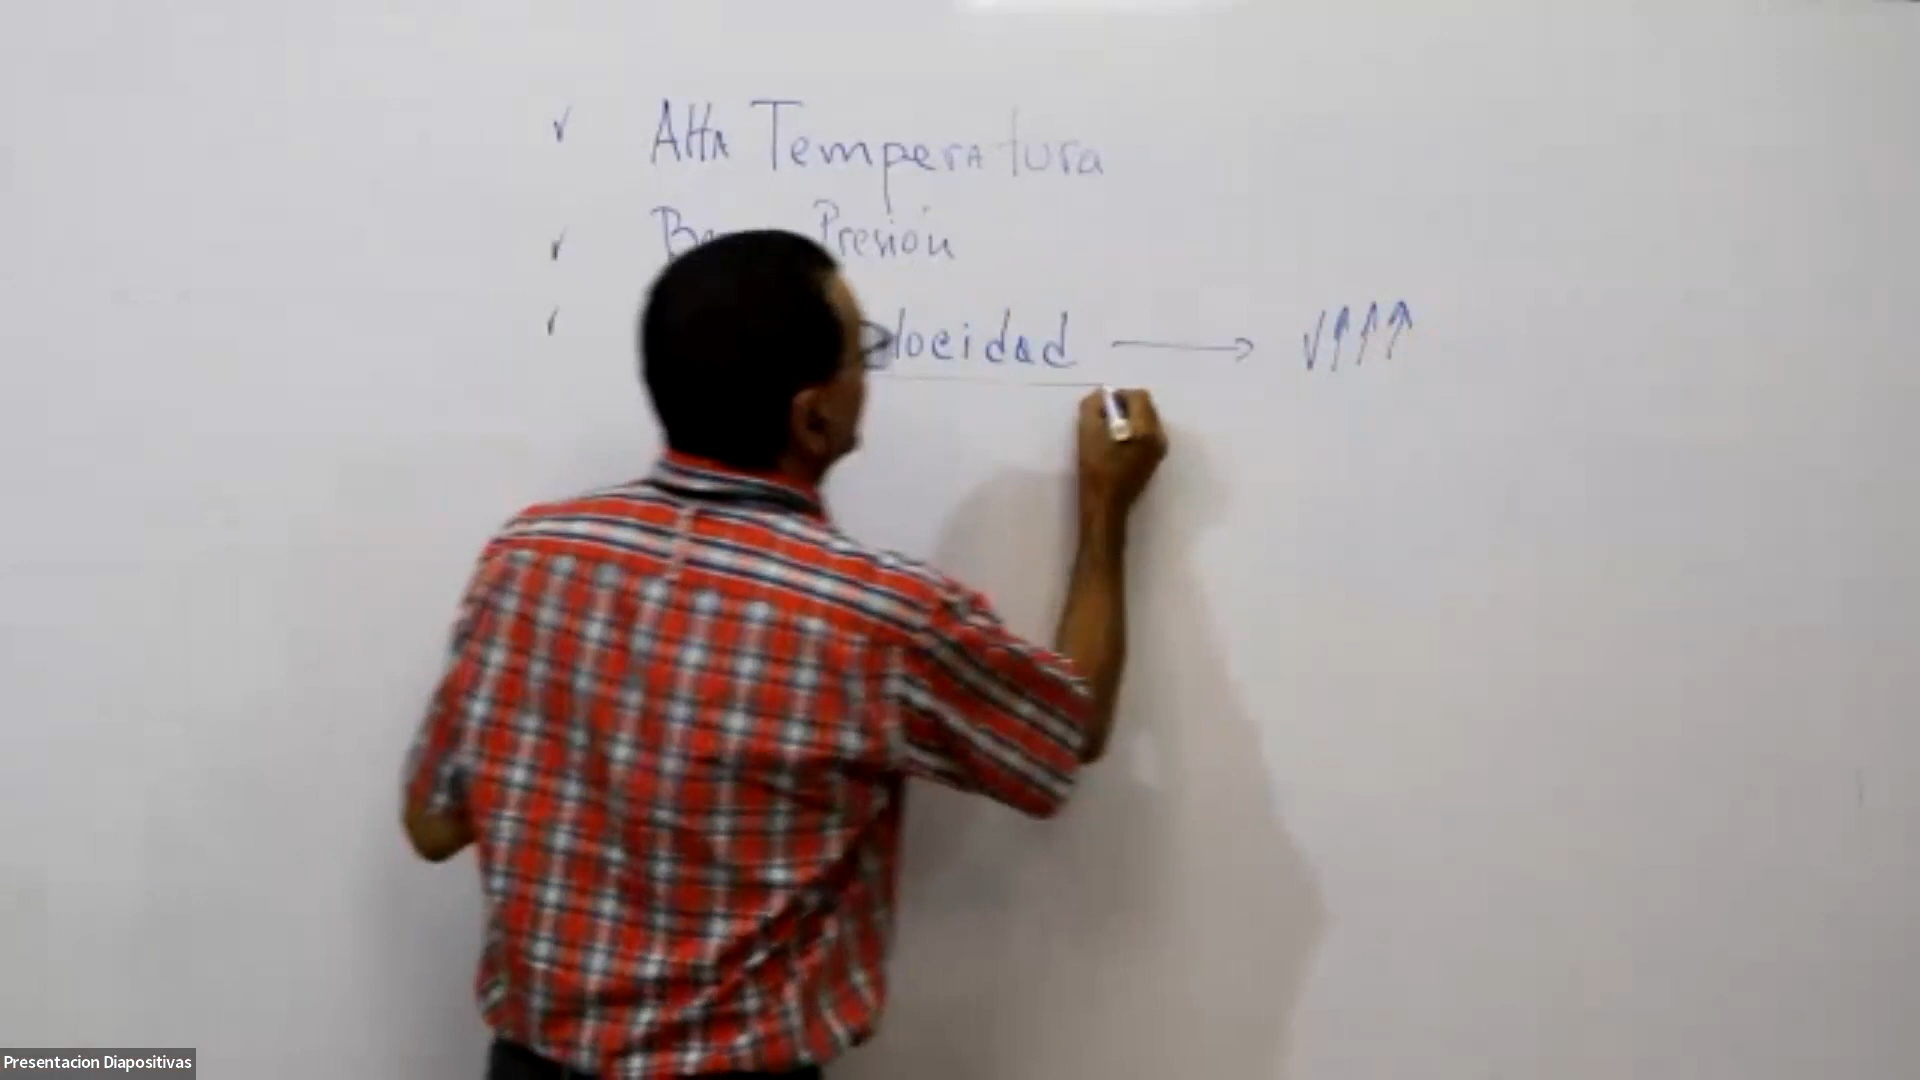 ✓ Alta Temperatura
✓ Presión
✓ locidad → V↑↑↑
Presentacion Diapositivas